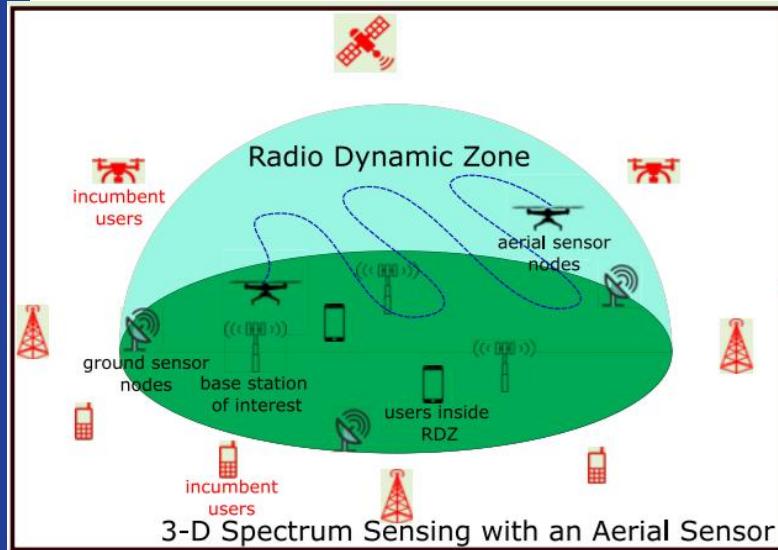 Radio Dynamic Zone
incumbent
users
aerial sensor
nodes
ground sensor
nodes
base station
of interest
users inside
RDZ
incumbent
users
3-D Spectrum Sensing with an Aerial Sensor